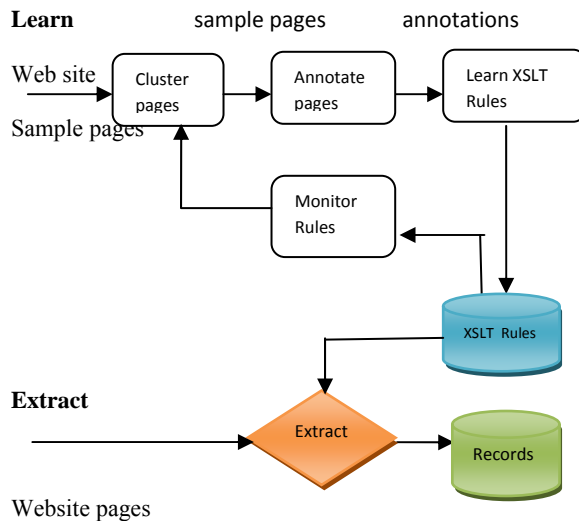 Learn sample pages annotations
Web site
Cluster
pages
Annotate
pages
Learn XSLT
Rules
Sample pages
Monitor
Rules
XSLT Rules
Extract
Extract
Records
Website pages